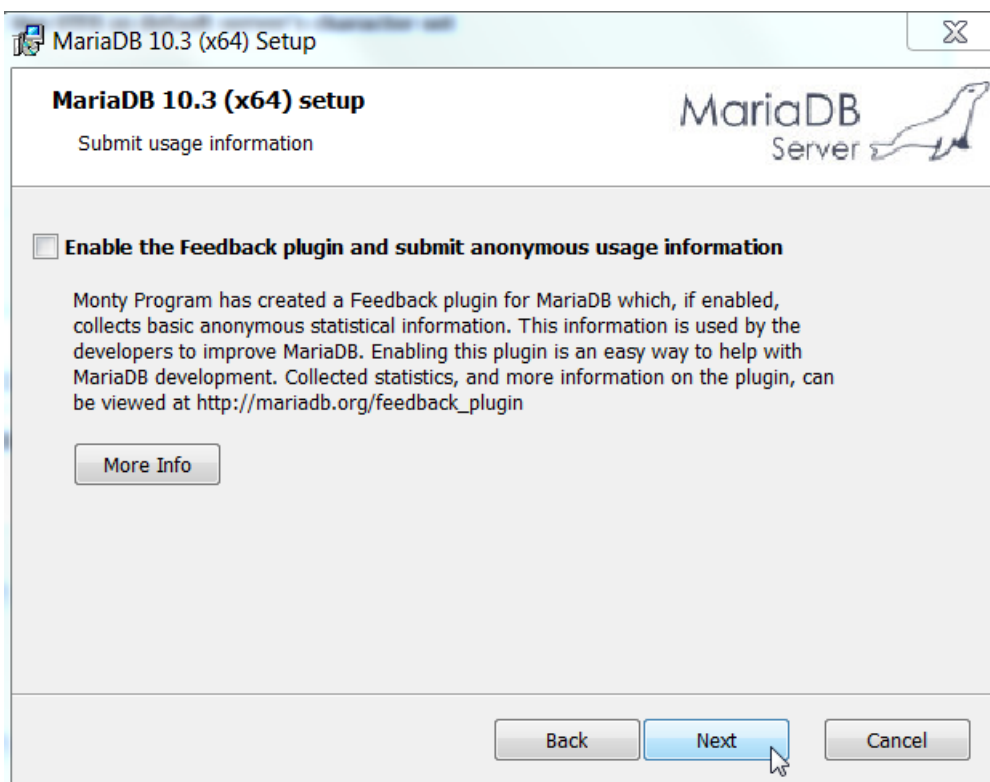 MariaDB 10.3 (x64) Setup
MariaDB 10.3 (x64) setup
Submit usage information
MariaDB
Server
Enable the Feedback plugin and submit anonymous usage information
Monty Program has created a Feedback plugin for MariaDB which, if enabled,
collects basic anonymous statistical information. This information is used by the
developers to improve MariaDB. Enabling this plugin is an easy way to help with
MariaDB development. Collected statistics, and more information on the plugin, can
be viewed at http://mariadb.org/feedback_plugin
More Info
Back
Next
Cancel